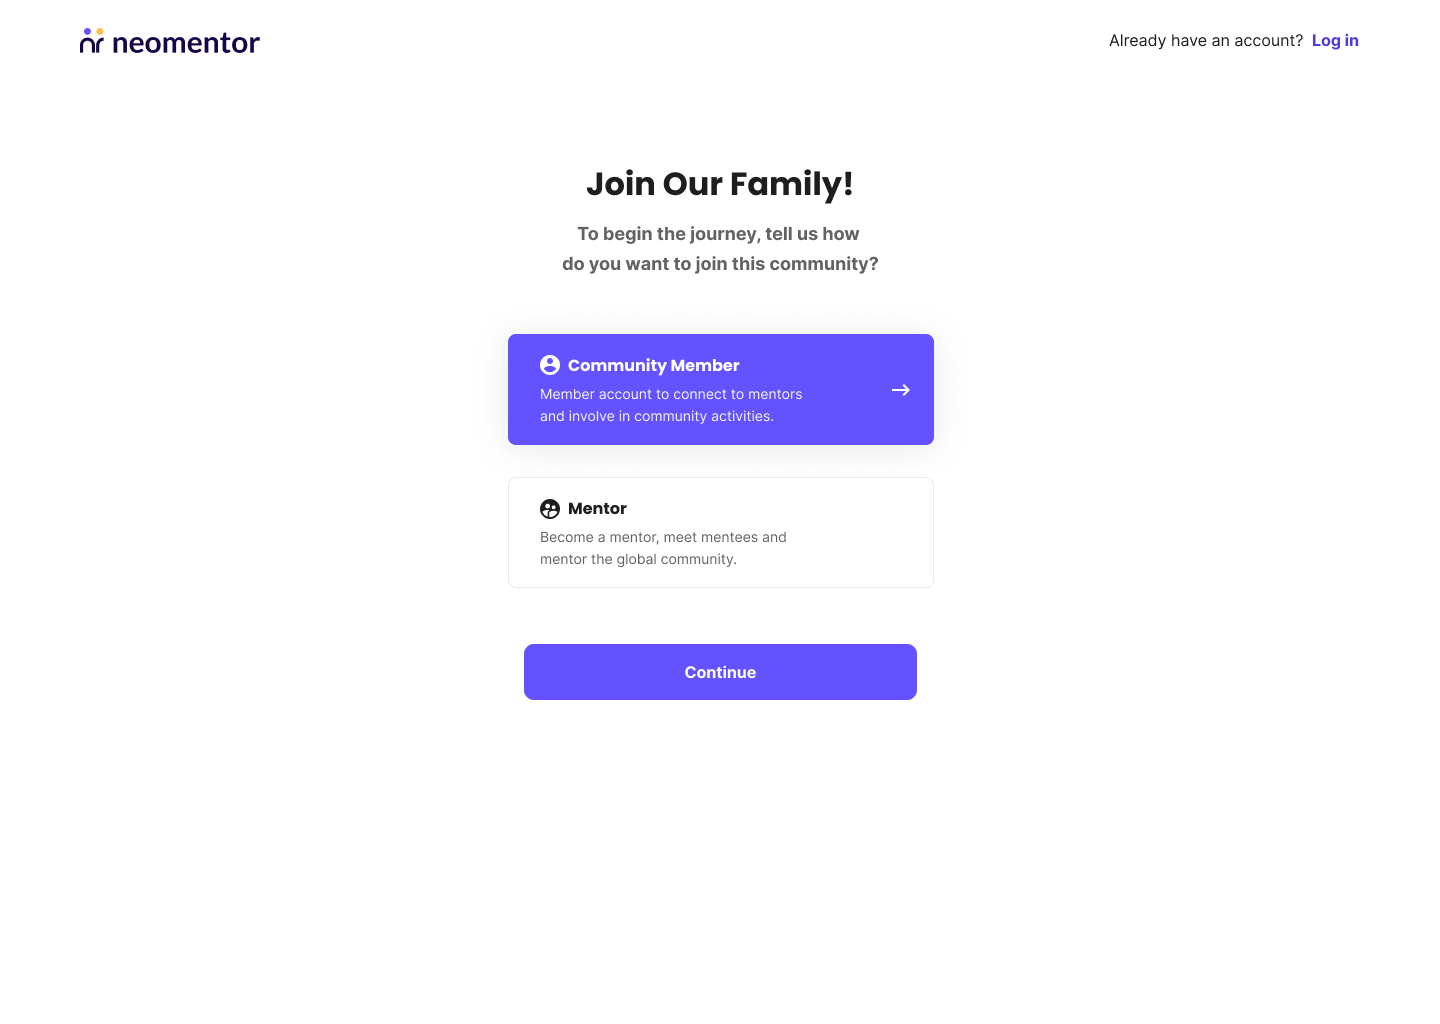 neomentor
Already have an account? Log in
Join Our Family!
To begin the journey, tell us how
do you want to join this community?
Community Member
Member account to connect to mentors
and involve in community activities.
Mentor
Become a mentor, meet mentees and
mentor the global community.
Continue